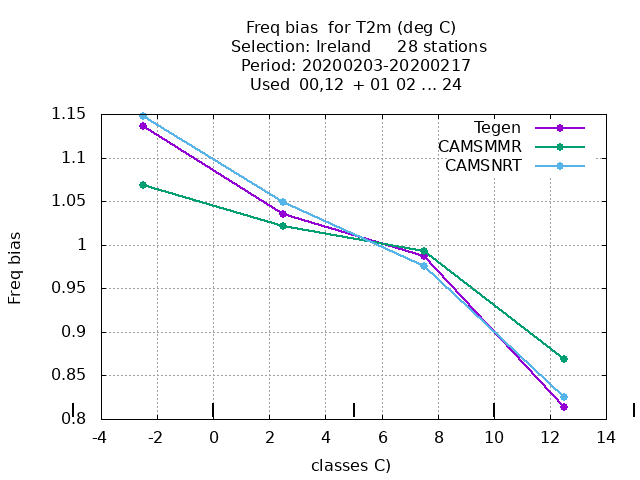 Freq bias  for T2m (deg C)
Selection: Ireland     28 stations
Period: 20200203-20200217
Used  00,12  + 01 02 ... 24
1.15
1.1
1.05
1
0.95
0.9
0.85
0.8
Freq bias
Tegen
CAMSMMR
CAMSNRT
-4 -2 0 2 4 6 8 10 12 14
classes C)